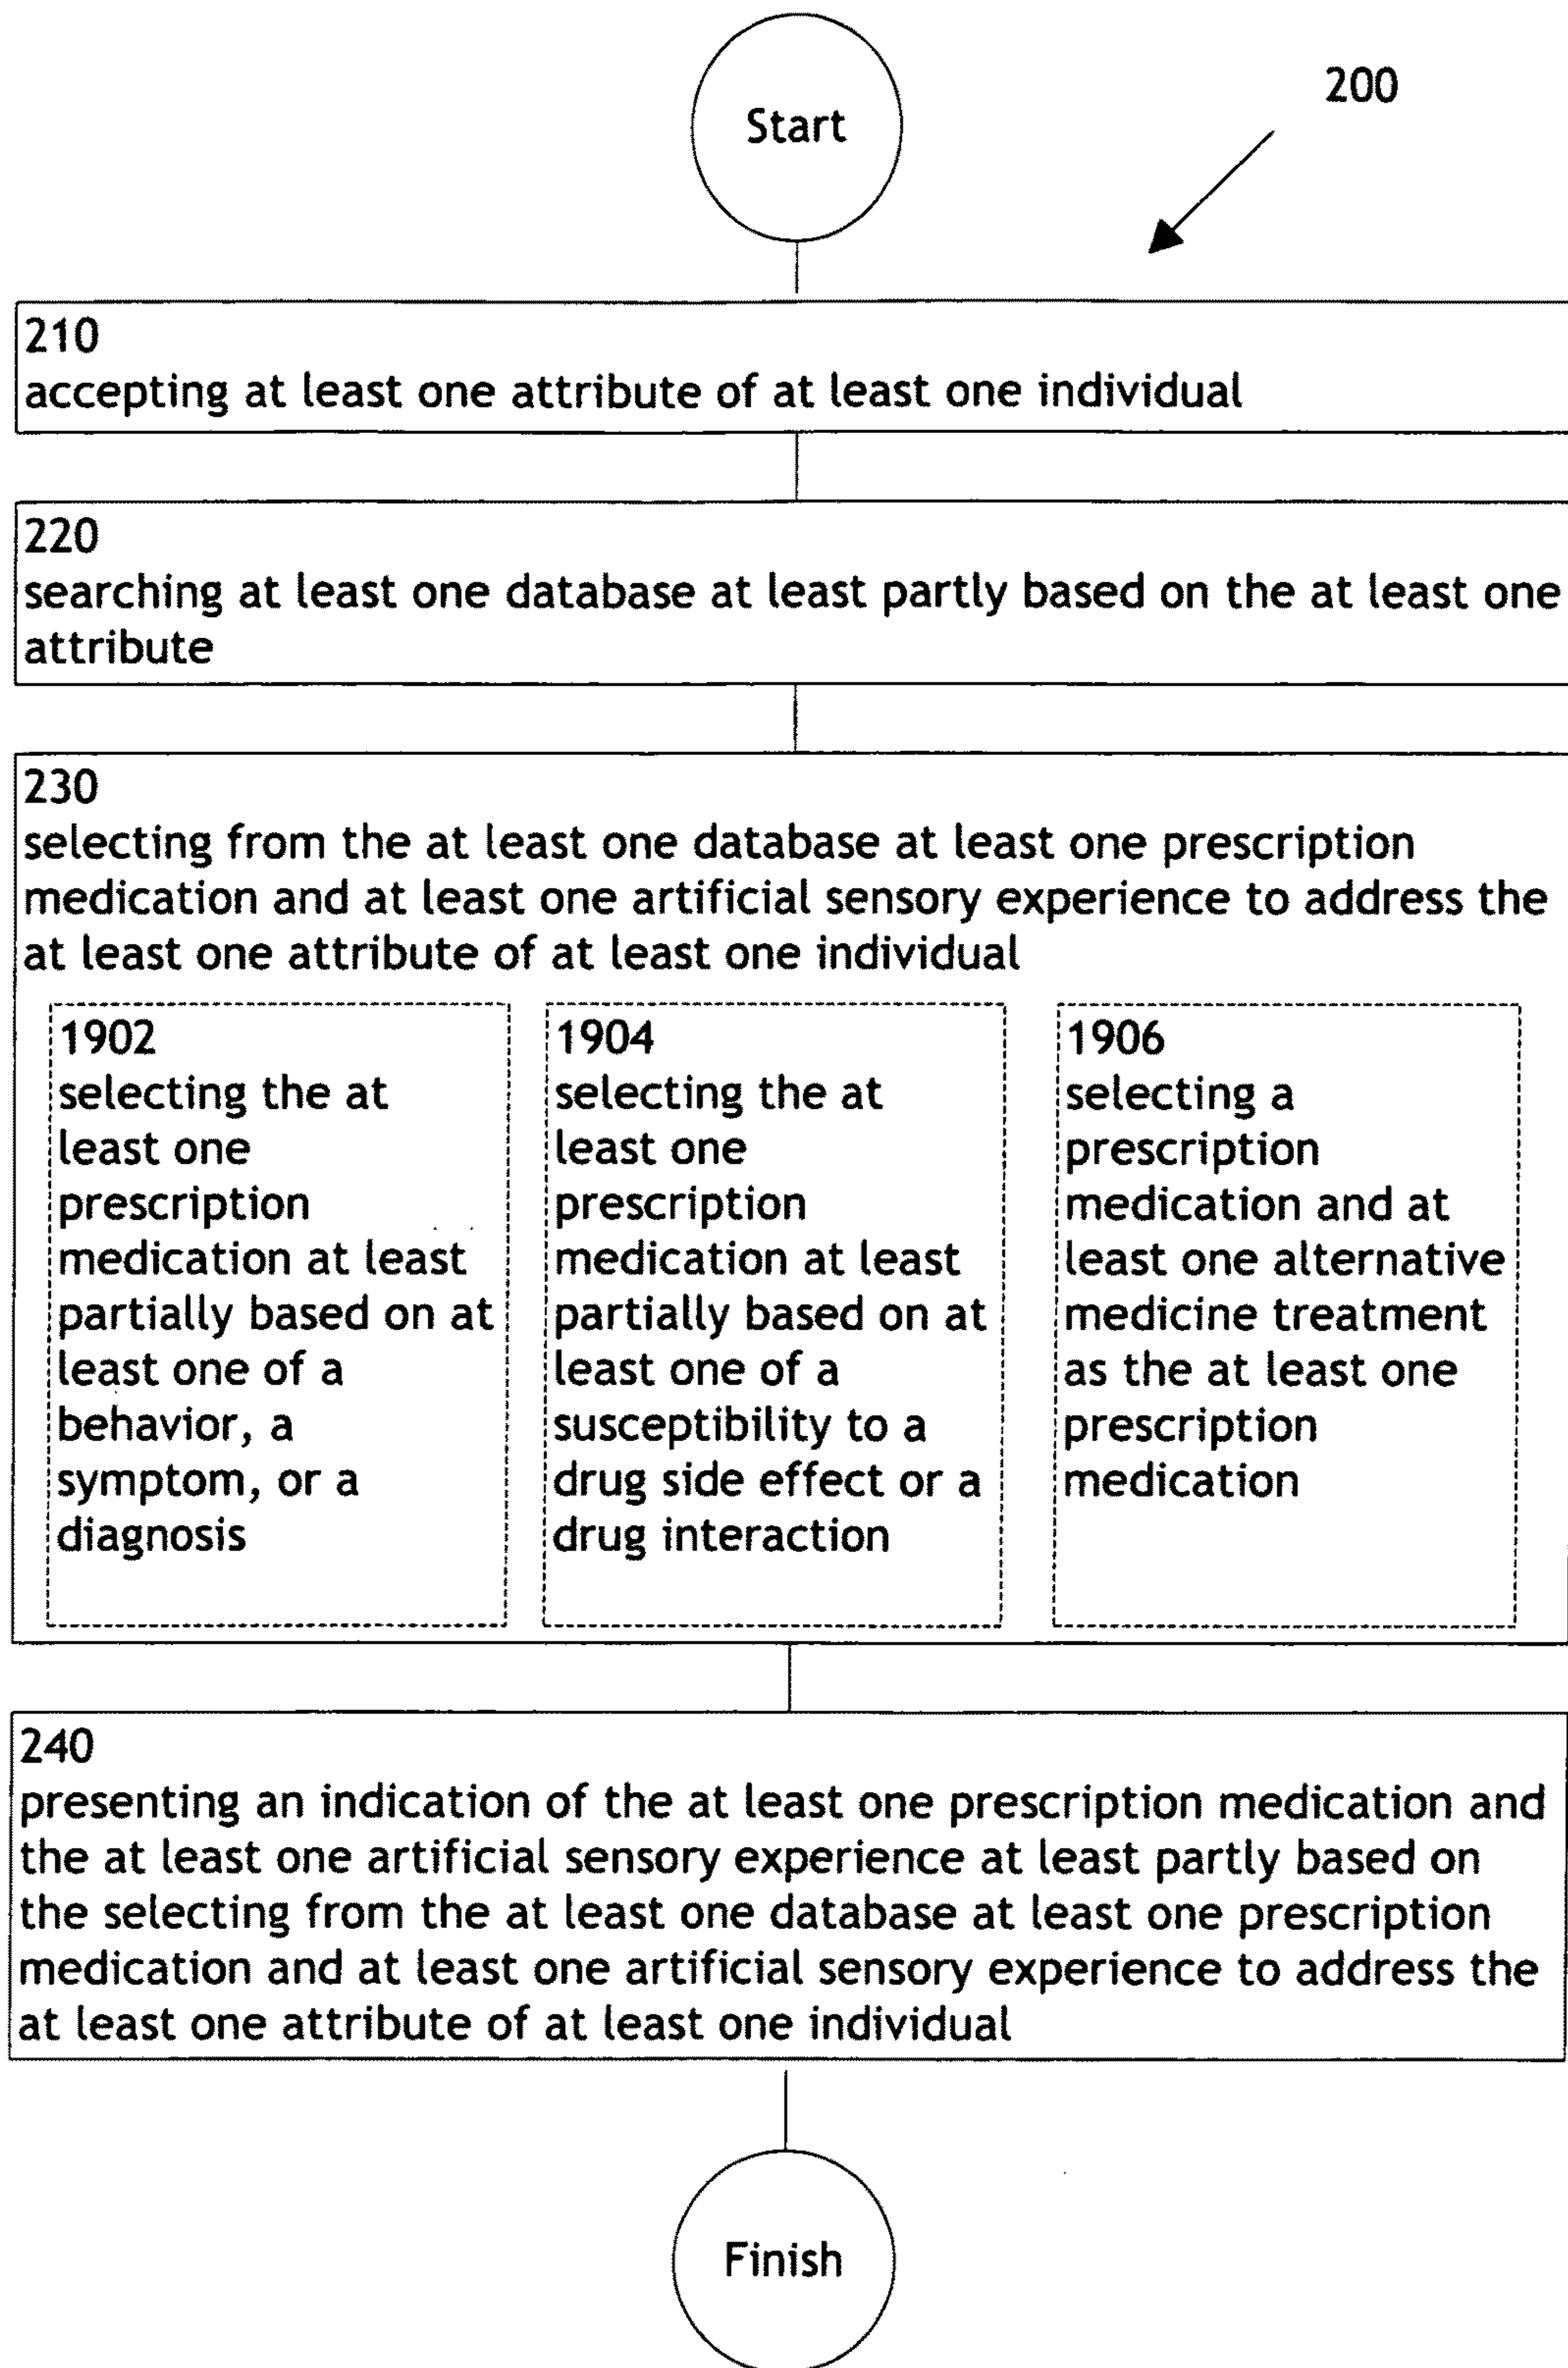 Start
200
210
accepting at least one attribute of at least one individual
220
searching at least one database at least partly based on the at least one
attribute
230
selecting from the at least one database at least one prescription
medication and at least one artificial sensory experience to address the
at least one attribute of at least one individual
1902
selecting the at
least one
prescription
medication at least
partially based on at
least one of a
behavior, a
symptom, or a
diagnosis
1904
selecting the at
least one
prescription
medication at least
partially based on at
least one of a
susceptibility to a
drug side effect or a
drug interaction
1906
selecting a
prescription
medication and at
least one alternative
medicine treatment
as the at least one
prescription
medication
240
presenting an indication of the at least one prescription medication and
the at least one artificial sensory experience at least partly based on
the selecting from the at least one database at least one prescription
medication and at least one artificial sensory experience to address the
at least one attribute of at least one individual
Finish